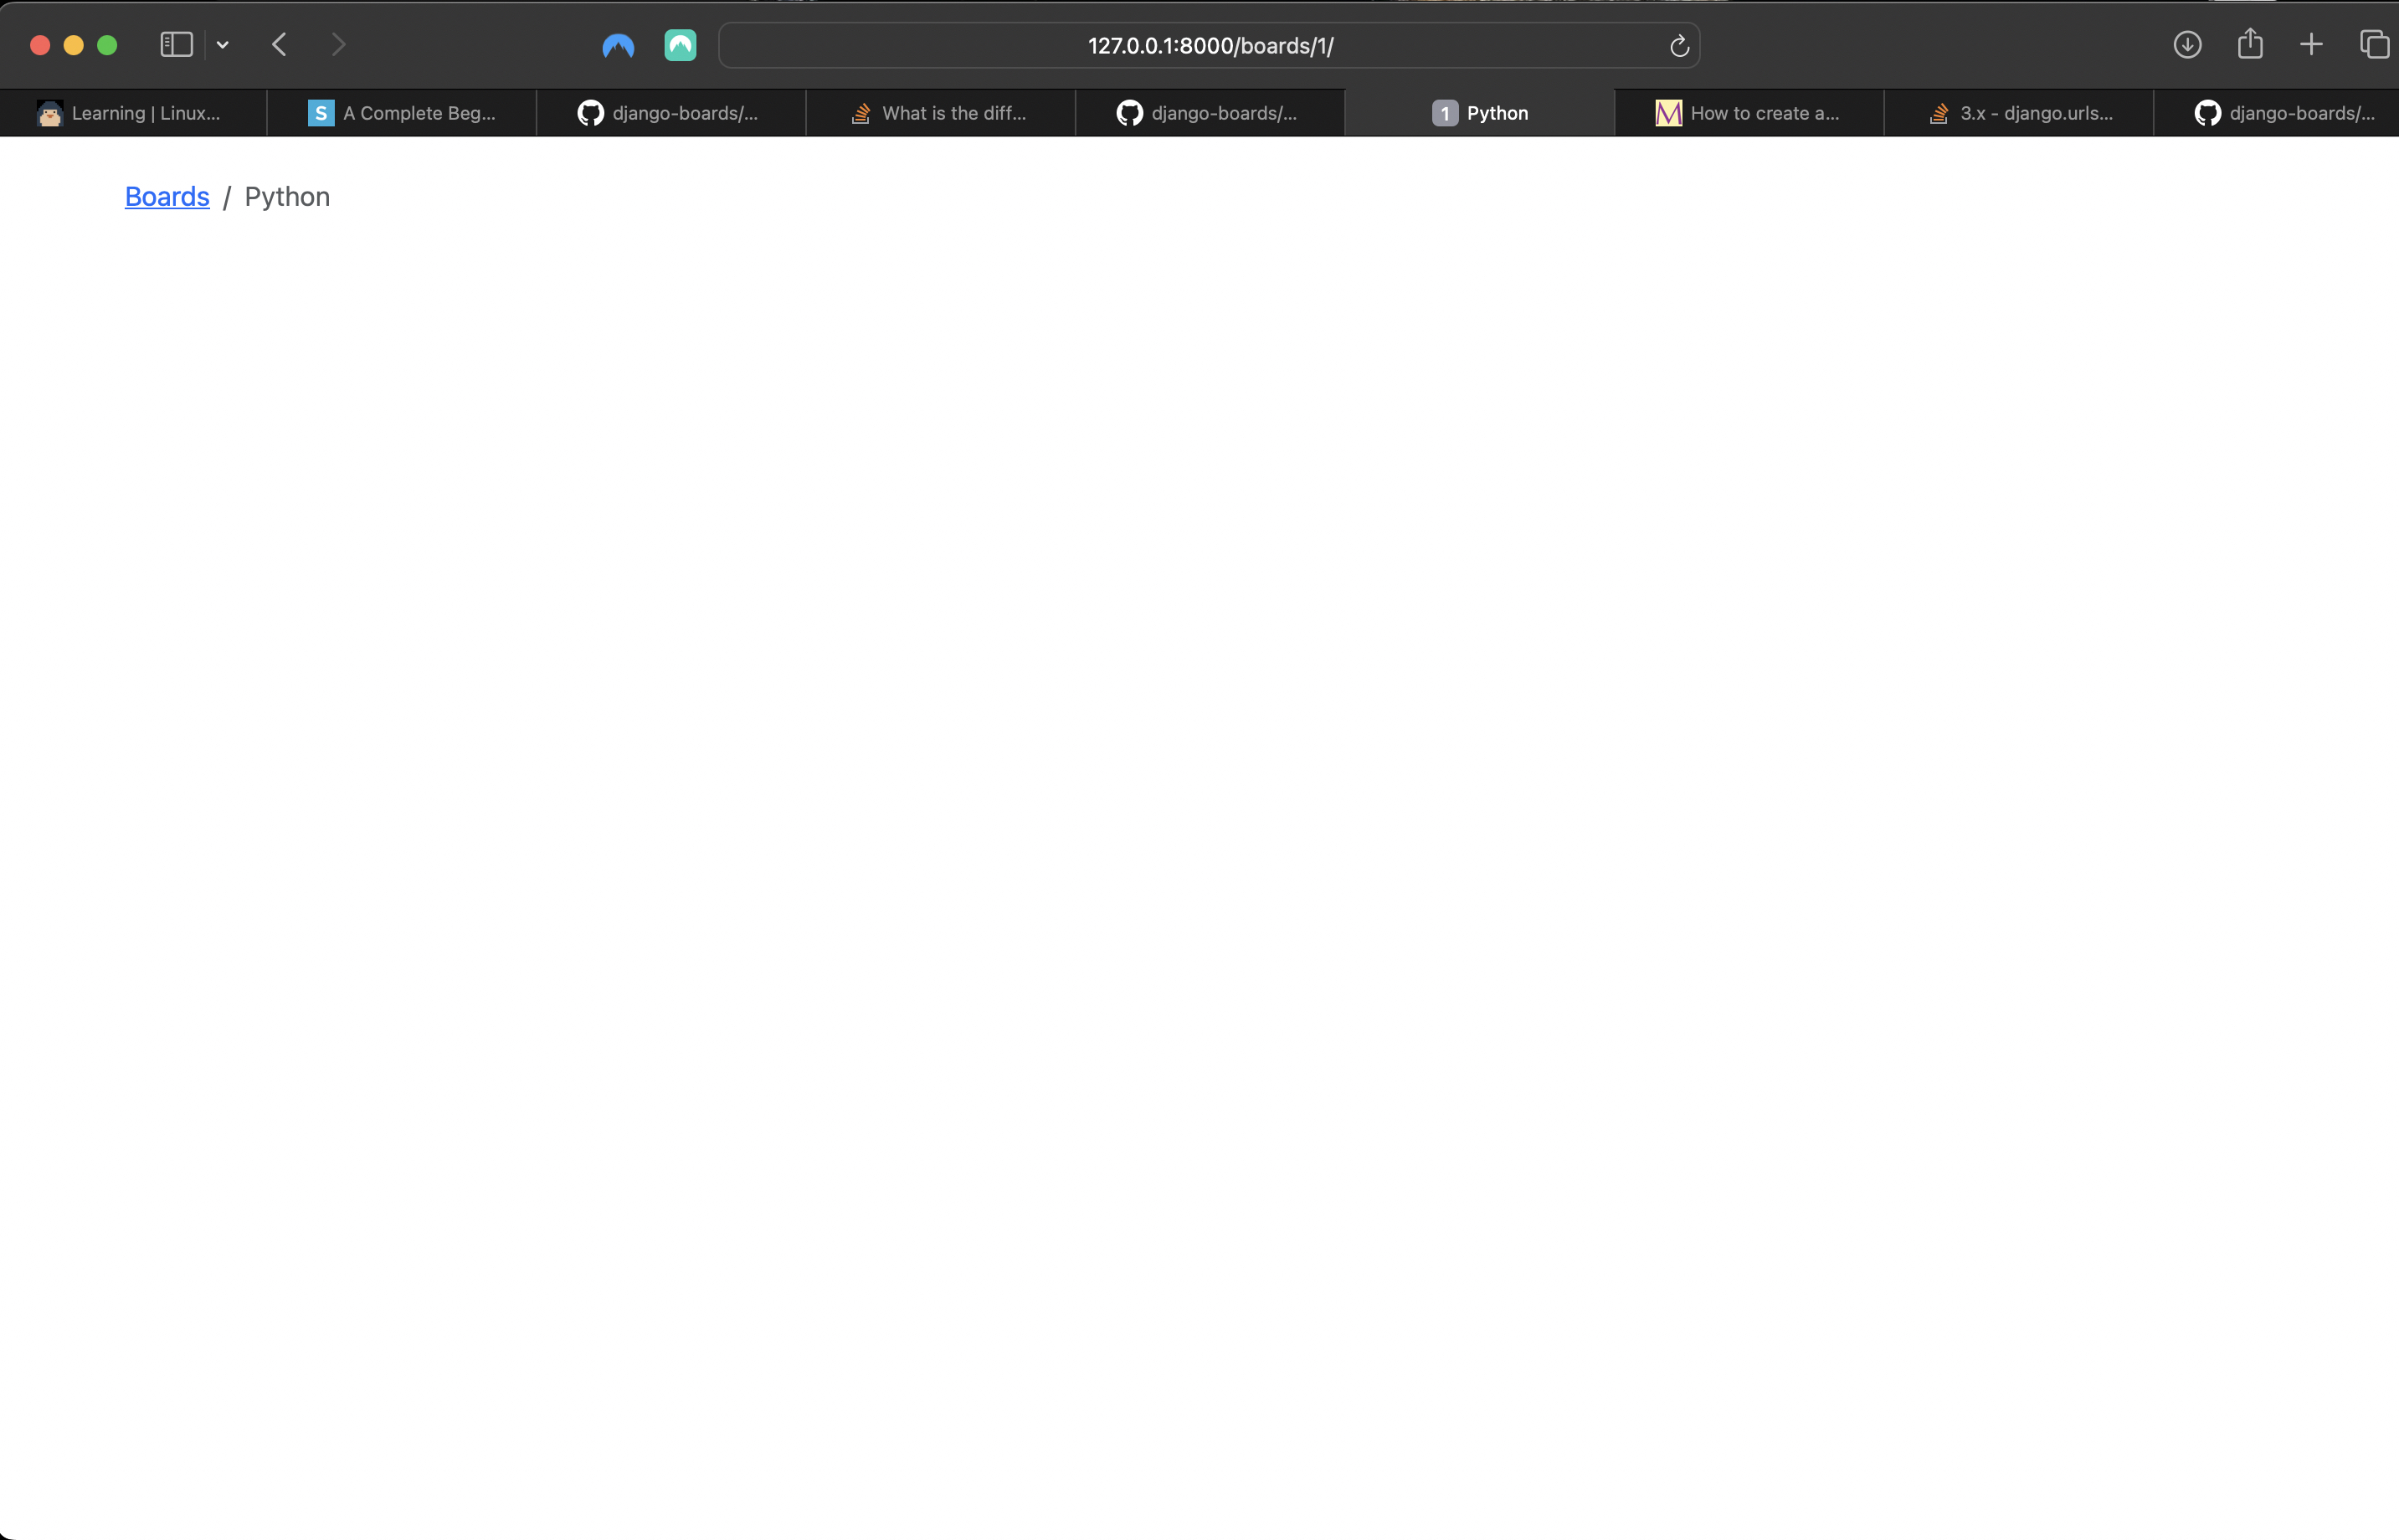 127.0.0.1:8000/boards/1/
Learning | Linux...
S A Complete Beg...
django-boards/...
What is the diff...
django-boards/...
1 Python
M How to create a...
3.x - django.urls...
django-boards/...
Boards / Python